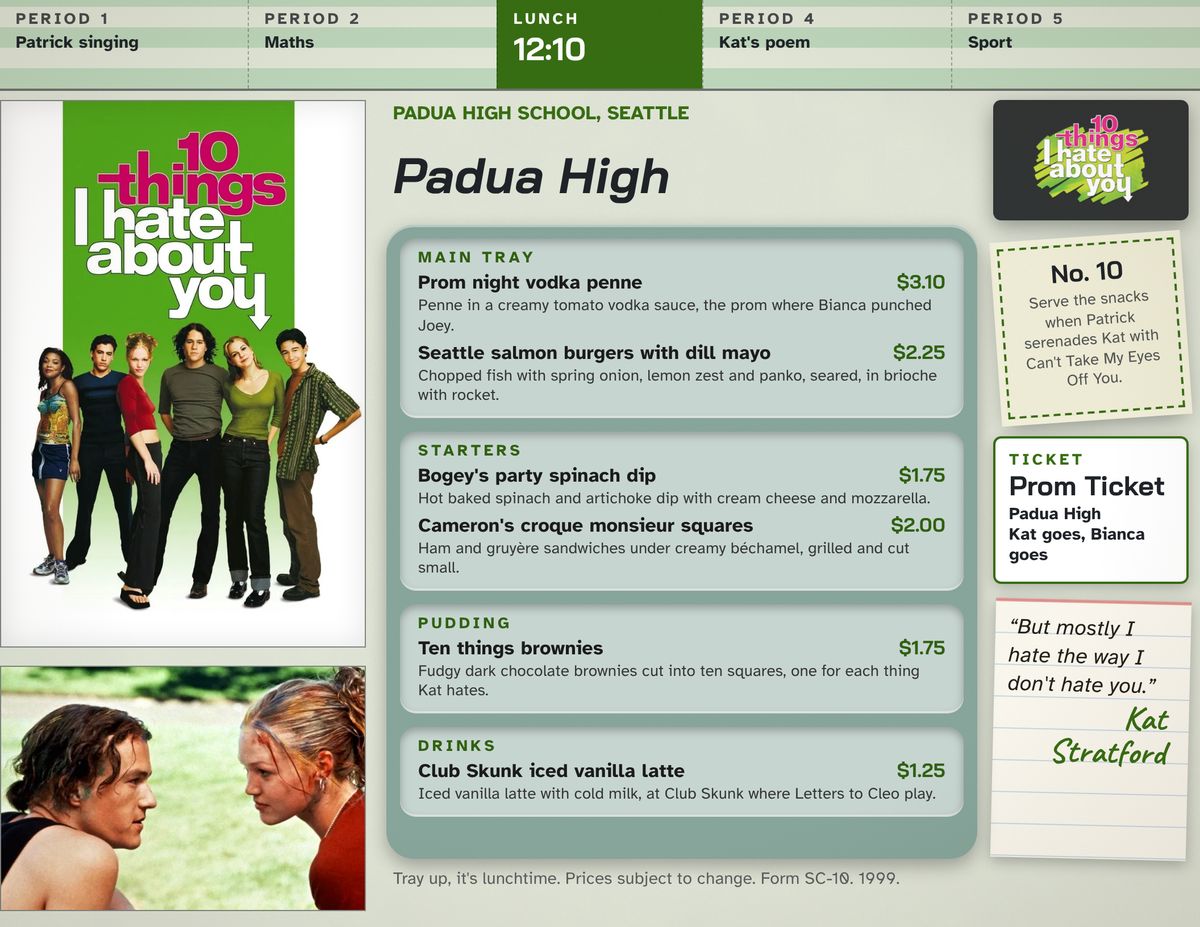 PERIOD 1
Patrick singing
PERIOD 2
Maths
LUNCH
12:10
PERIOD 4
Kat's poem
PERIOD 5
Sport
10
things
I hate
about
you
PADUA HIGH SCHOOL, SEATTLE
Padua High
MAIN TRAY
Prom night vodka penne $3.10
Penne in a creamy tomato vodka sauce, the prom where Bianca punched
Joey.
Seattle salmon burgers with dill mayo $2.25
Chopped fish with spring onion, lemon zest and panko, seared, in brioche
with rocket.
STARTERS
Bogey's party spinach dip $1.75
Hot baked spinach and artichoke dip with cream cheese and mozzarella.
Cameron's croque monsieur squares $2.00
Ham and gruyère sandwiches under creamy béchamel, grilled and cut
small.
PUDDING
Ten things brownies $1.75
Fudgy dark chocolate brownies cut into ten squares, one for each thing
Kat hates.
DRINKS
Club Skunk iced vanilla latte $1.25
Iced vanilla latte with cold milk, at Club Skunk where Letters to Cleo play.
Tray up, it's lunchtime. Prices subject to change. Form SC-10. 1999.
10
things
I hate
about
you
No. 10
Serve the snacks
when Patrick
serenades Kat with
Can't Take My Eyes
Off You.
TICKET
Prom Ticket
Padua High
Kat goes, Bianca
goes
“But mostly I
hate the way I
don't hate you.”
Kat
Stratford